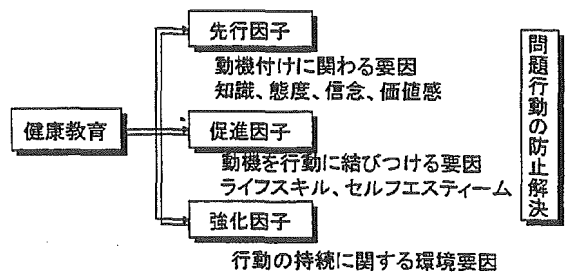 健康教育
先行因子
動機付けに関わる要因
知識、態度、信念、価値感
促進因子
動機を行動に結びつける要因
ライフスキル、セルフエスティーム
強化因子
行動の持続に関する環境要因
問題行動の防止解決